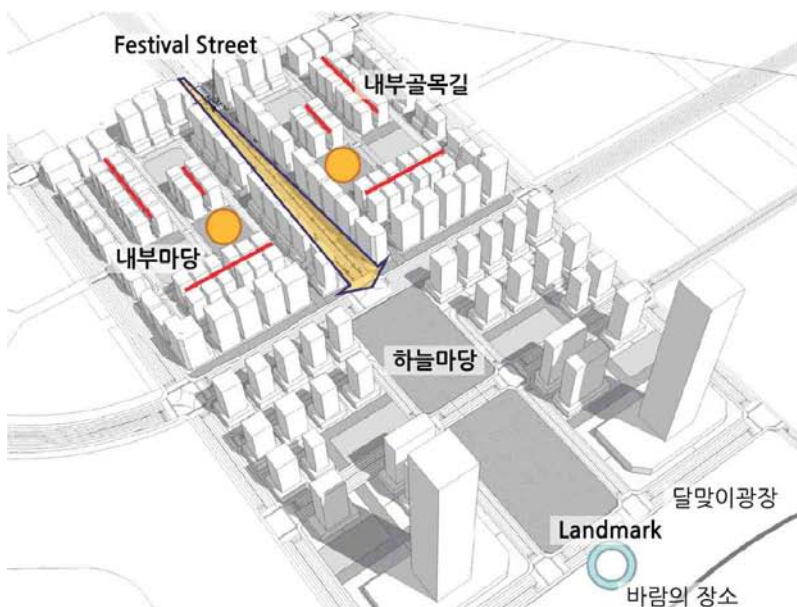 Festival Street
내부골목길
내부마당
하늘마당
달맞이광장
Landmark
바람의 장소